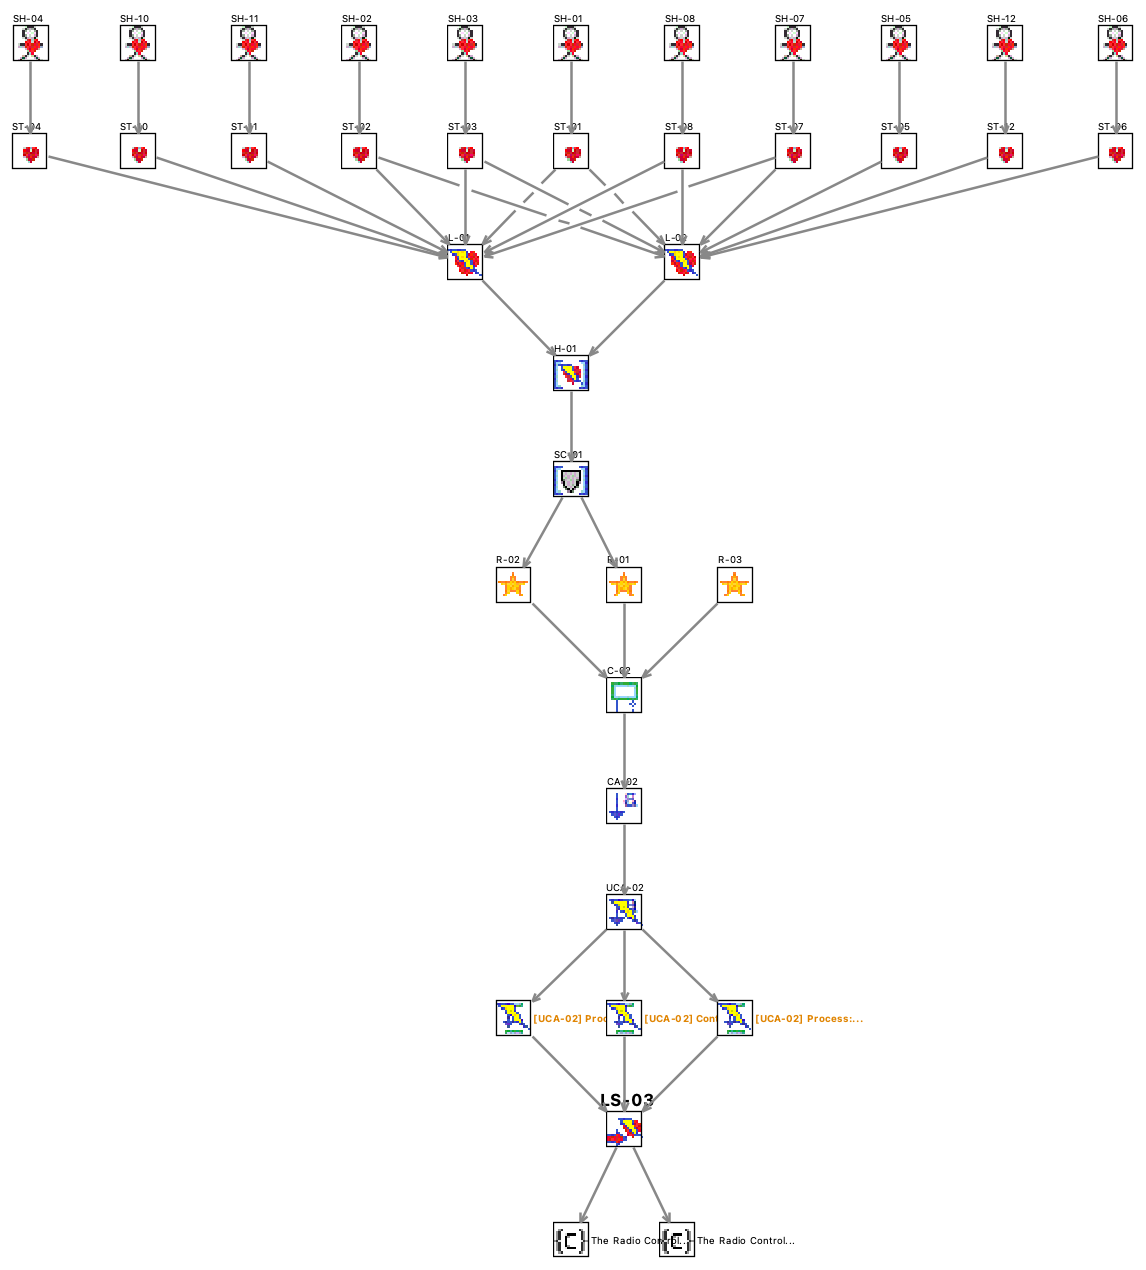 SH-04 SH-10 SH-11 SH-02 SH-03 SH-01 SH-08 SH-07 SH-05 SH-12 SH-06
ST-04 ST-10 ST-11 ST-02 ST-03 ST-01 ST-08 ST-07 ST-05 ST-12 ST-06
L-01 L-02
H-01
SC-01
R-02 R-01 R-03
C-02
CA-02
UCA-02
[UCA-02] Proc [UCA-02] Cont [UCA-02] Process:...
LS-03
The Radio Control... The Radio Control...